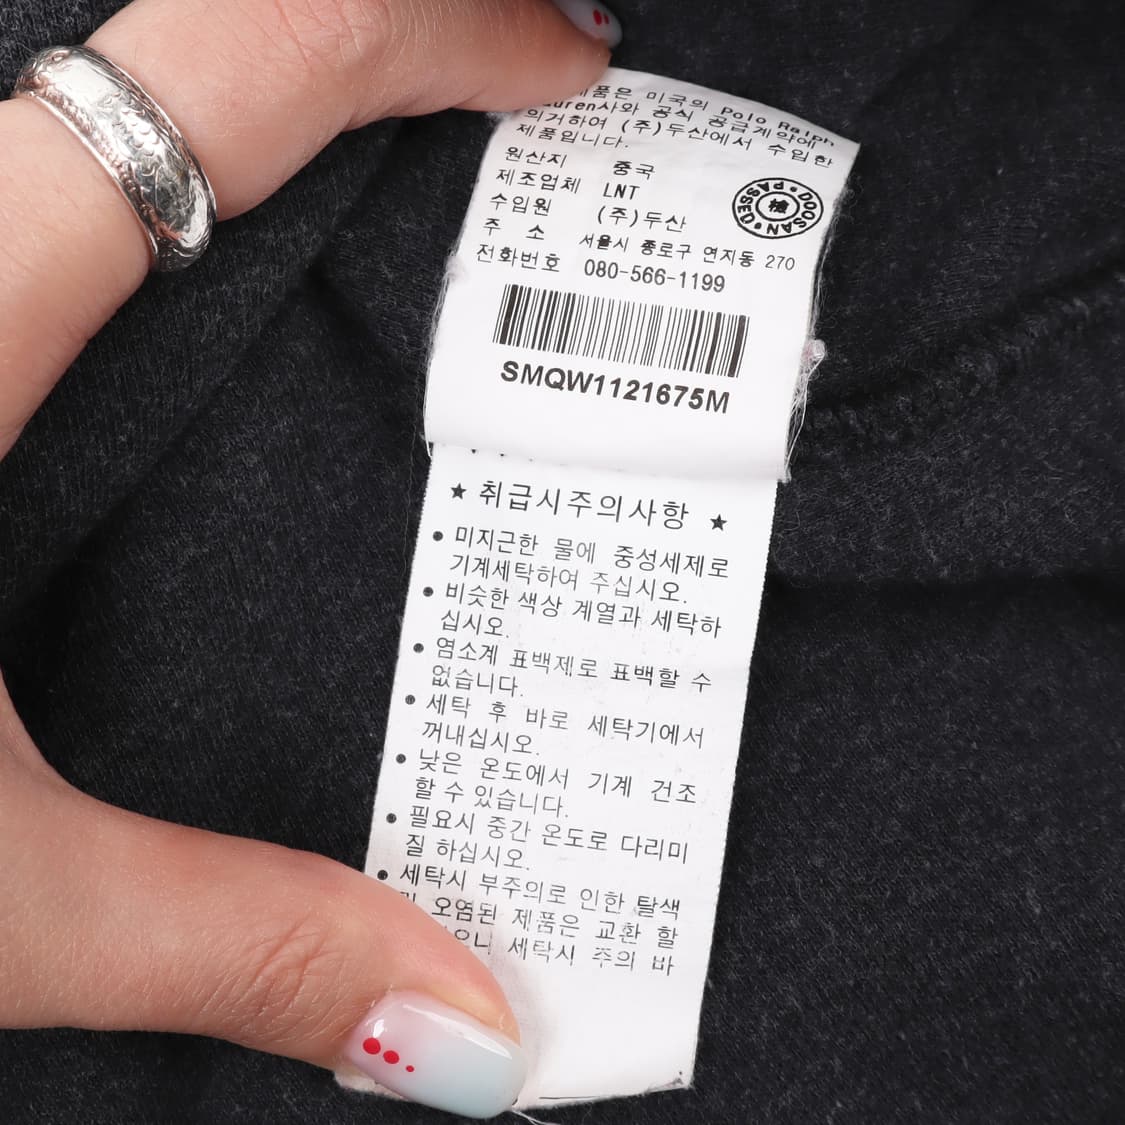 제품은 미국의 Polo Ralph
Lauren사와 공식 공급계약에
의거하여 (주)두산에서 수입한
제품입니다.
원산지 중국
제조업체 LNT
수입원 (주)두산
주 소 서울시 종로구 연지동 270
전화번호 080-566-1199
DOOSAN • PASSED •
檢
SMQW1121675M
★ 취급시주의사항 ★
• 미지근한 물에 중성세제로
기계세탁하여 주십시오.
• 비슷한 색상 계열과 세탁하
십시오.
• 염소계 표백제로 표백할 수
없습니다.
• 세탁 후 바로 세탁기에서
꺼내십시오.
• 낮은 온도에서 기계 건조
할 수 있습니다.
• 필요시 중간 온도로 다리미
질 하십시오.
• 세탁시 부주의로 인한 탈색
오염된 제품은 교환 할
세탁시 주의 바